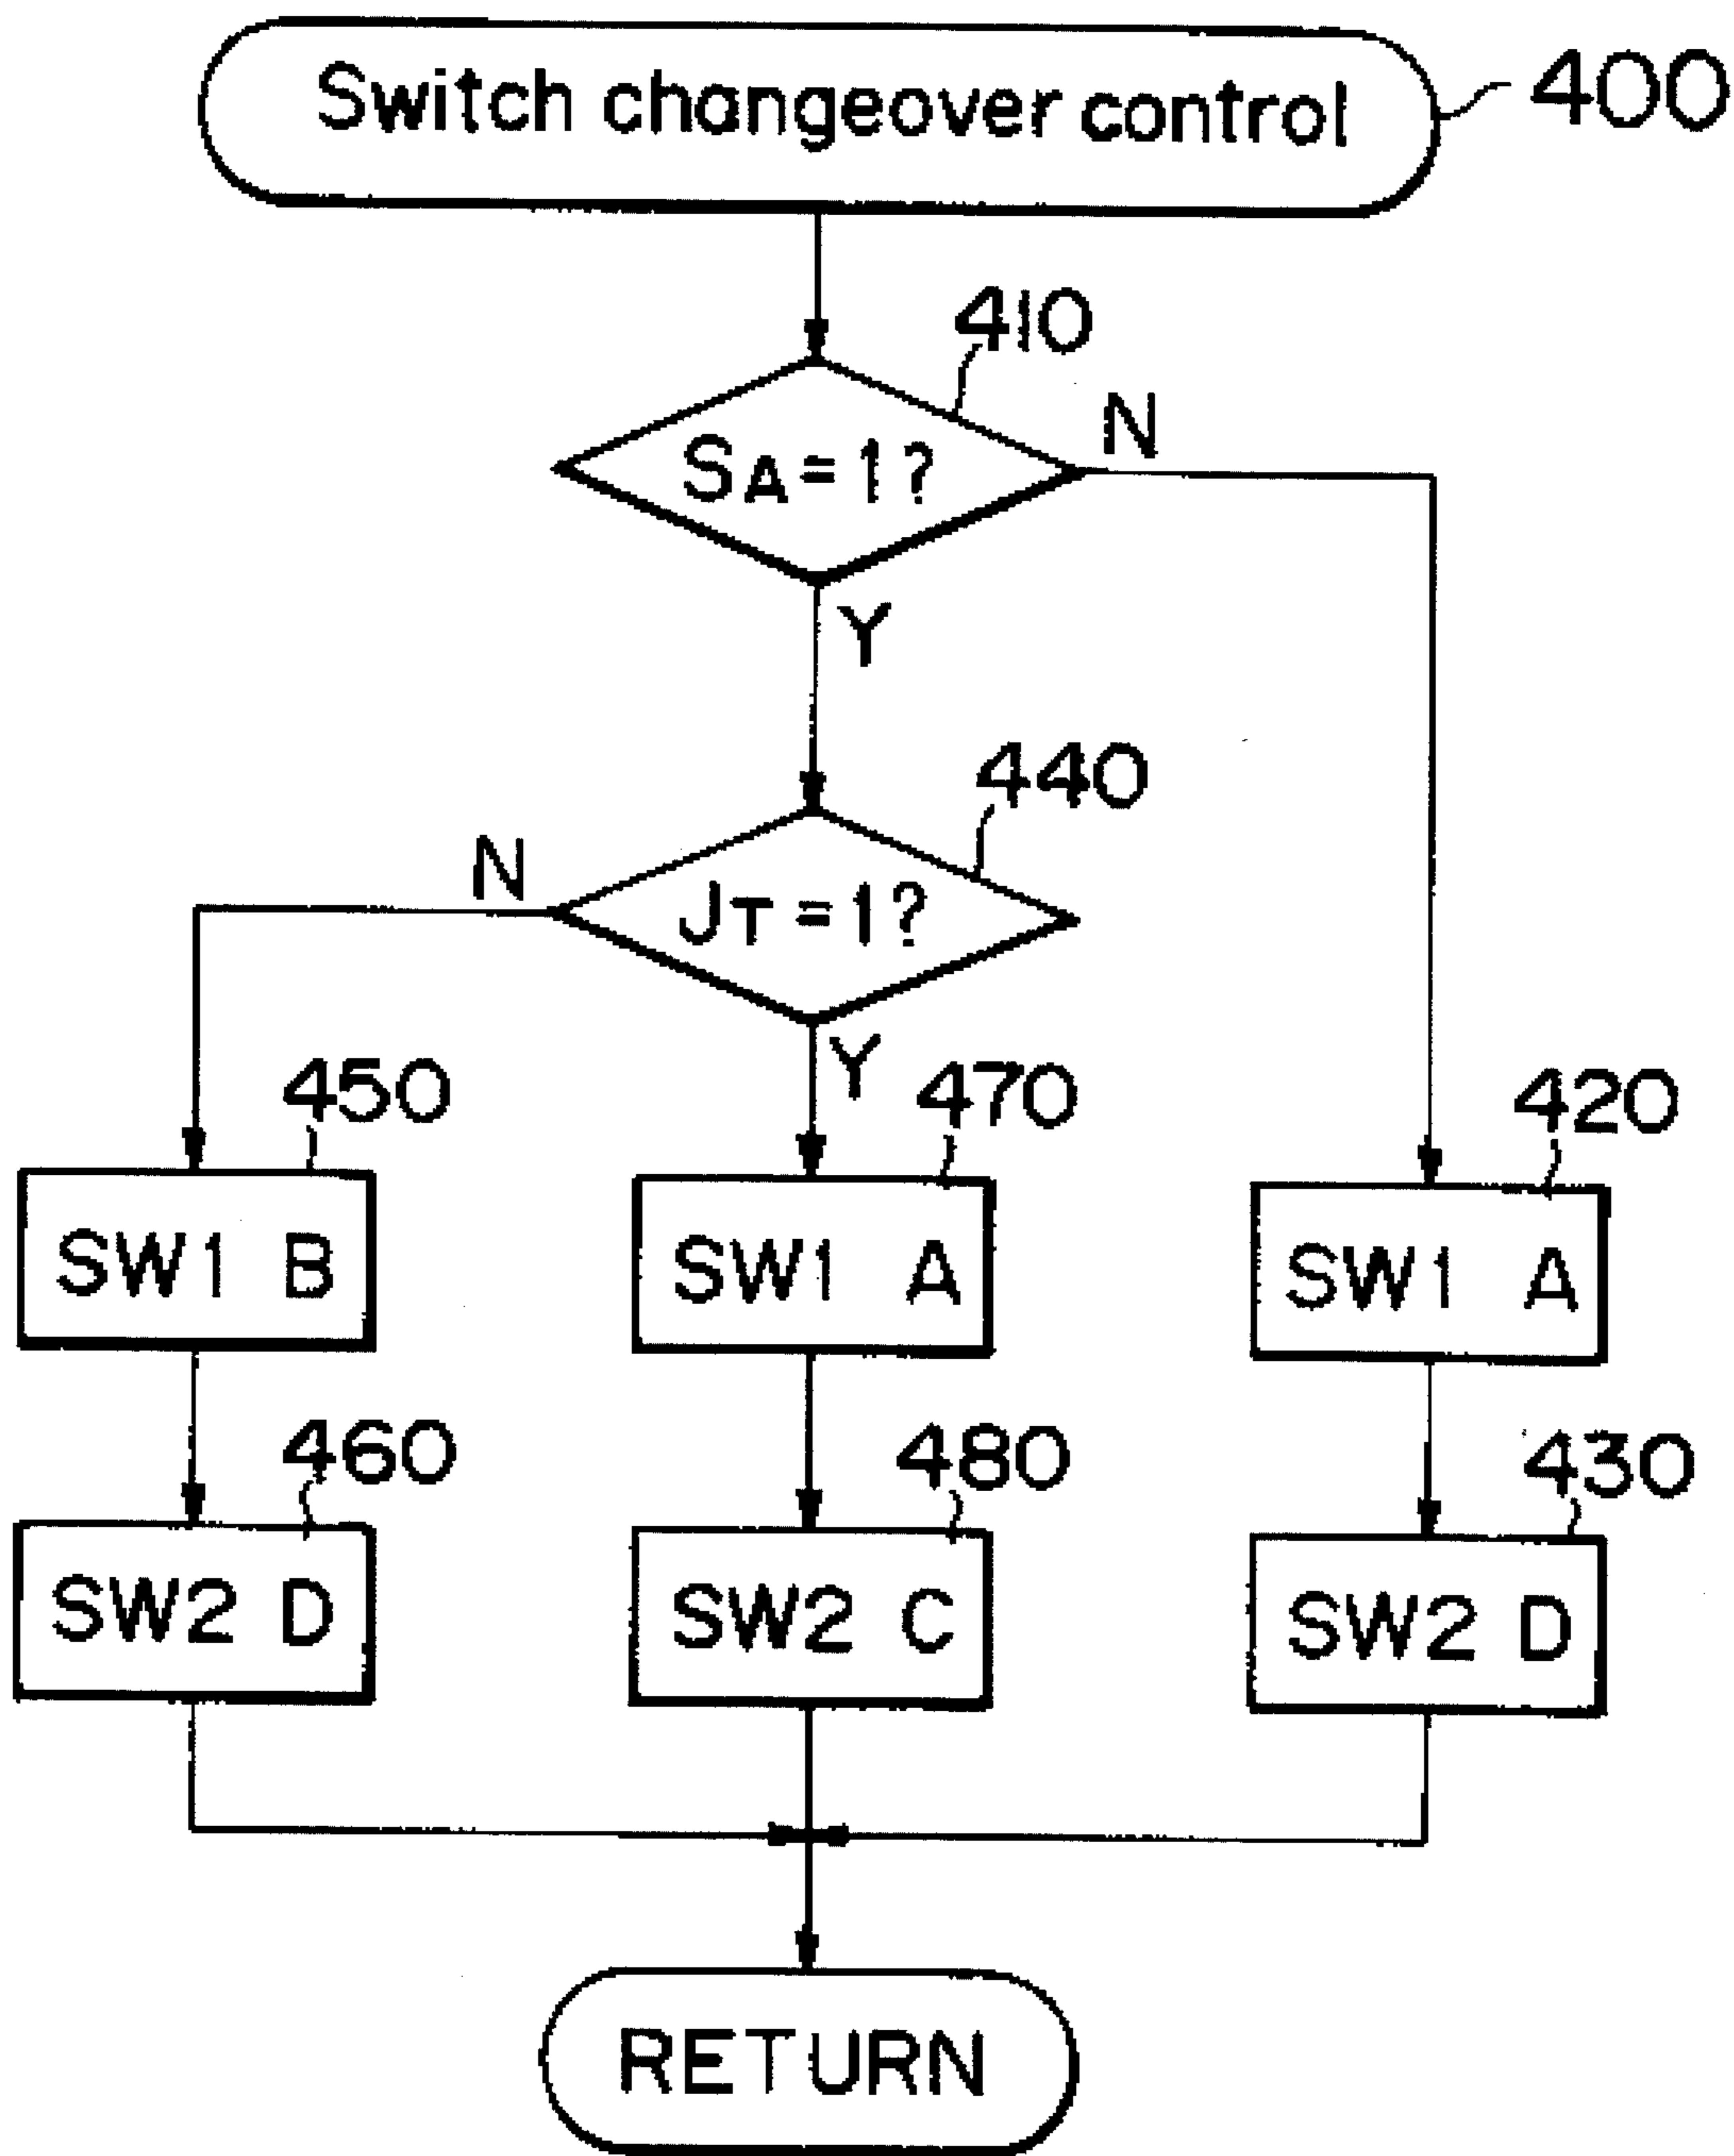 Switch changeover control 400
410
SA=1?
N
Y
440
JT=1?
N
Y
450 470 420
SW1 B SW1 A SW1 A
460 480 430
SW2 D SW2 C SW2 D
RETURN